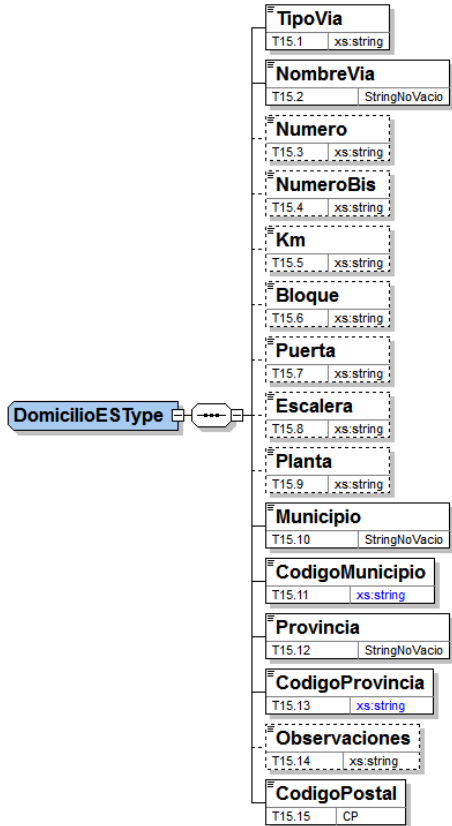 TipoVia
T15.1 xs:string
NombreVia
T15.2 StringNoVacio
Numero
T15.3 xs:string
NumeroBis
T15.4 xs:string
Km
T15.5 xs:string
Bloque
T15.6 xs:string
Puerta
T15.7 xs:string
DomicilioESType
Escalera
T15.8 xs:string
Planta
T15.9 xs:string
Municipio
T15.10 StringNoVacio
CodigoMunicipio
T15.11 xs:string
Provincia
T15.12 StringNoVacio
CodigoProvincia
T15.13 xs:string
Observaciones
T15.14 xs:string
CodigoPostal
T15.15 CP